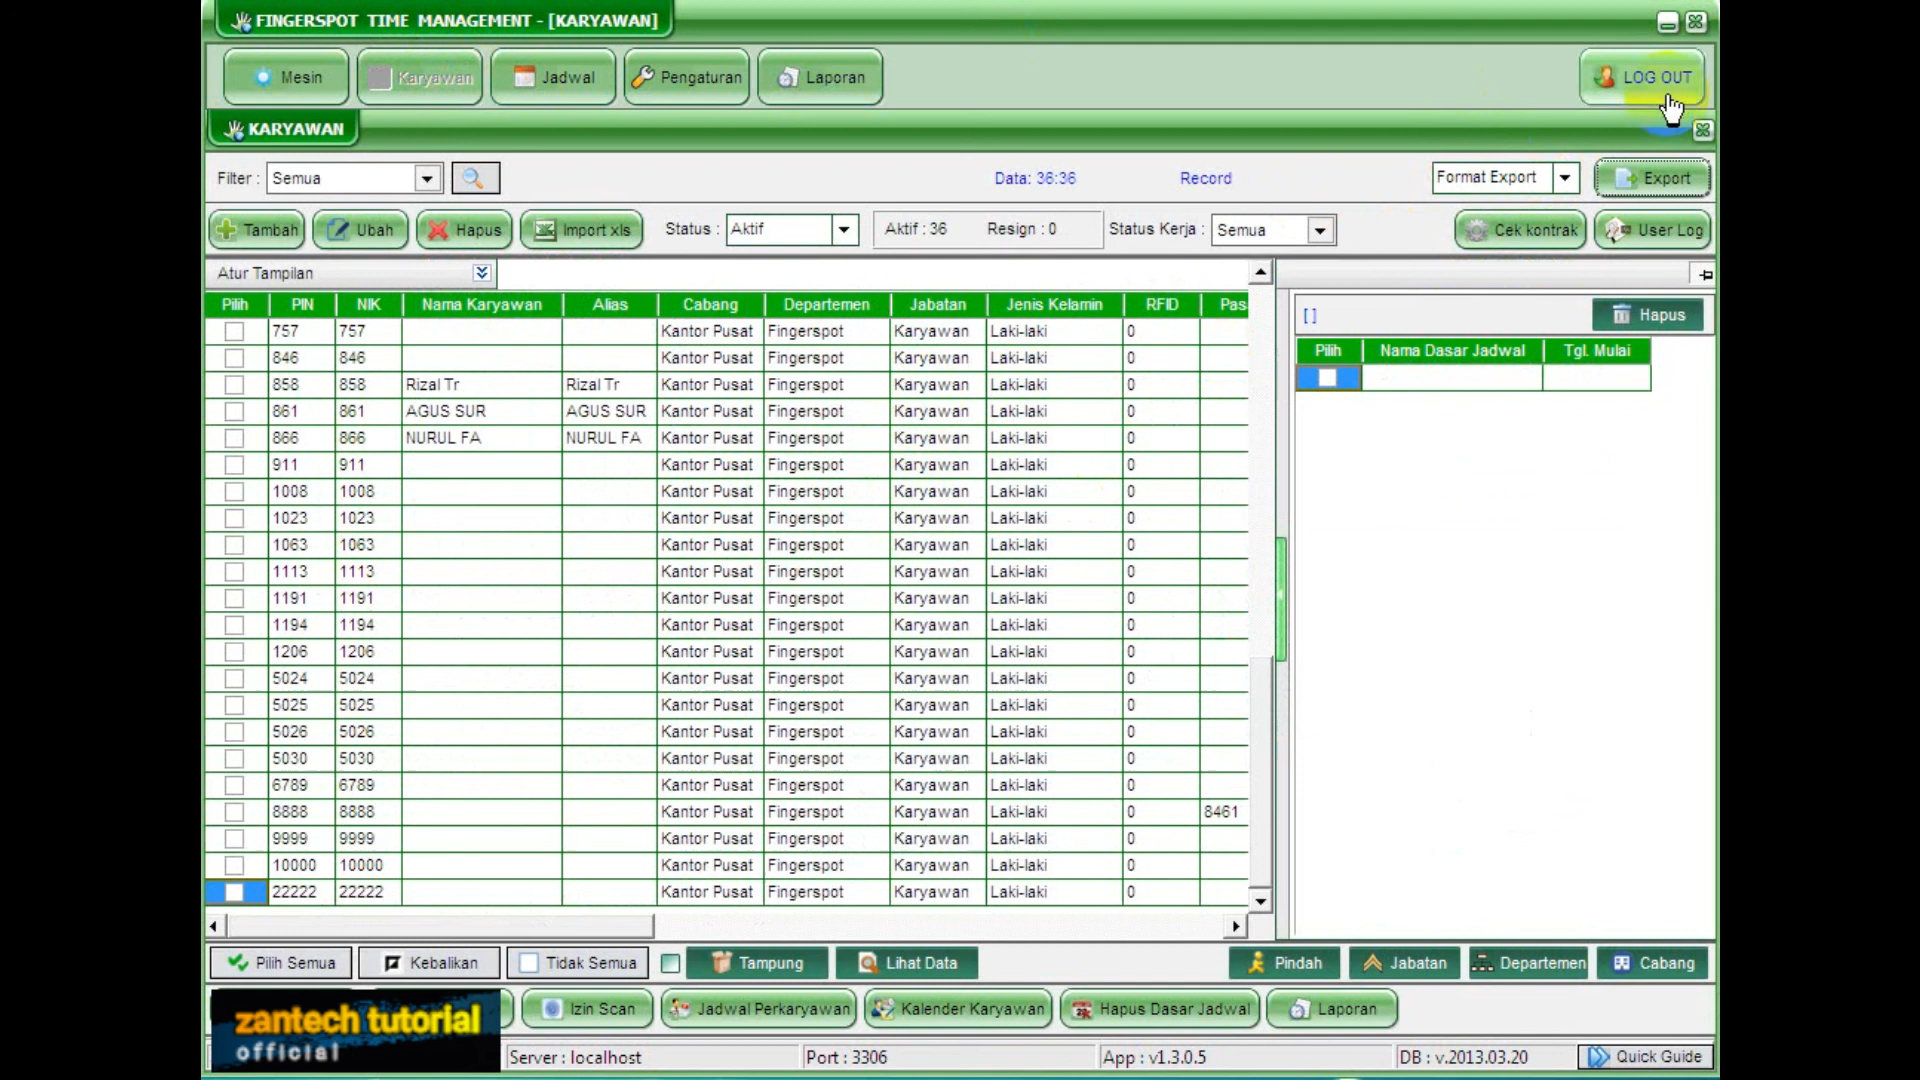 FINGERSPOT TIME MANAGEMENT - [KARYAWAN]
Mesin Karyawan Jadwal Pengaturan Laporan LOG OUT
KARYAWAN
Filter : Semua Data: 36:36 Record Format Export Export
Tambah Ubah Hapus Import xls Status : Aktif Aktif : 36 Resign : 0 Status Kerja : Semua Cek kontrak User Log
Atur Tampilan
Pilih PIN NIK Nama Karyawan Alias Cabang Departemen Jabatan Jenis Kelamin RFID Pas
757 757 Kantor Pusat Fingerspot Karyawan Laki-laki 0
846 846 Kantor Pusat Fingerspot Karyawan Laki-laki 0
858 858 Rizal Tr Rizal Tr Kantor Pusat Fingerspot Karyawan Laki-laki 0
861 861 AGUS SUR AGUS SUR Kantor Pusat Fingerspot Karyawan Laki-laki 0
866 866 NURUL FA NURUL FA Kantor Pusat Fingerspot Karyawan Laki-laki 0
911 911 Kantor Pusat Fingerspot Karyawan Laki-laki 0
1008 1008 Kantor Pusat Fingerspot Karyawan Laki-laki 0
1023 1023 Kantor Pusat Fingerspot Karyawan Laki-laki 0
1063 1063 Kantor Pusat Fingerspot Karyawan Laki-laki 0
1113 1113 Kantor Pusat Fingerspot Karyawan Laki-laki 0
1191 1191 Kantor Pusat Fingerspot Karyawan Laki-laki 0
1194 1194 Kantor Pusat Fingerspot Karyawan Laki-laki 0
1206 1206 Kantor Pusat Fingerspot Karyawan Laki-laki 0
5024 5024 Kantor Pusat Fingerspot Karyawan Laki-laki 0
5025 5025 Kantor Pusat Fingerspot Karyawan Laki-laki 0
5026 5026 Kantor Pusat Fingerspot Karyawan Laki-laki 0
5030 5030 Kantor Pusat Fingerspot Karyawan Laki-laki 0
6789 6789 Kantor Pusat Fingerspot Karyawan Laki-laki 0
8888 8888 Kantor Pusat Fingerspot Karyawan Laki-laki 0 8461
9999 9999 Kantor Pusat Fingerspot Karyawan Laki-laki 0
10000 10000 Kantor Pusat Fingerspot Karyawan Laki-laki 0
22222 22222 Kantor Pusat Fingerspot Karyawan Laki-laki 0
[ ] Hapus
Pilih Nama Dasar Jadwal Tgl. Mulai
Pilih Semua Kebalikan Tidak Semua Tampung Lihat Data Pindah Jabatan Departemen Cabang
Izin Scan Jadwal Perkaryawan Kalender Karyawan Hapus Dasar Jadwal Laporan
zantech tutorial
official
Server : localhost Port : 3306 App : v1.3.0.5 DB : v.2013.03.20 Quick Guide